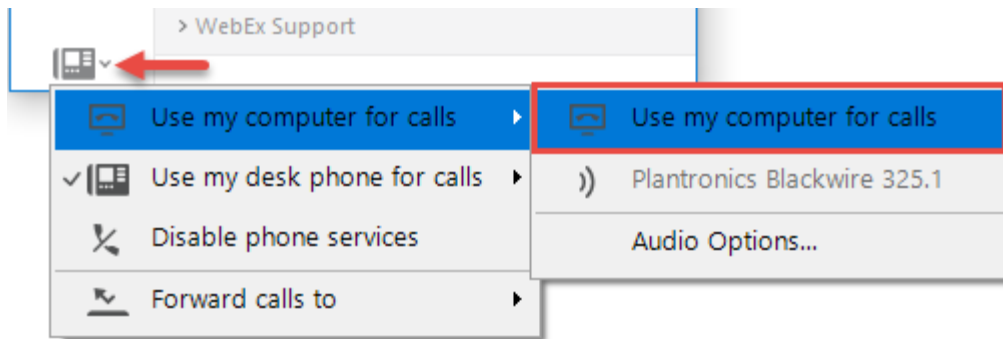 > WebEx Support
Use my computer for calls
Use my desk phone for calls
Disable phone services
Forward calls to
Use my computer for calls
Plantronics Blackwire 325.1
Audio Options...